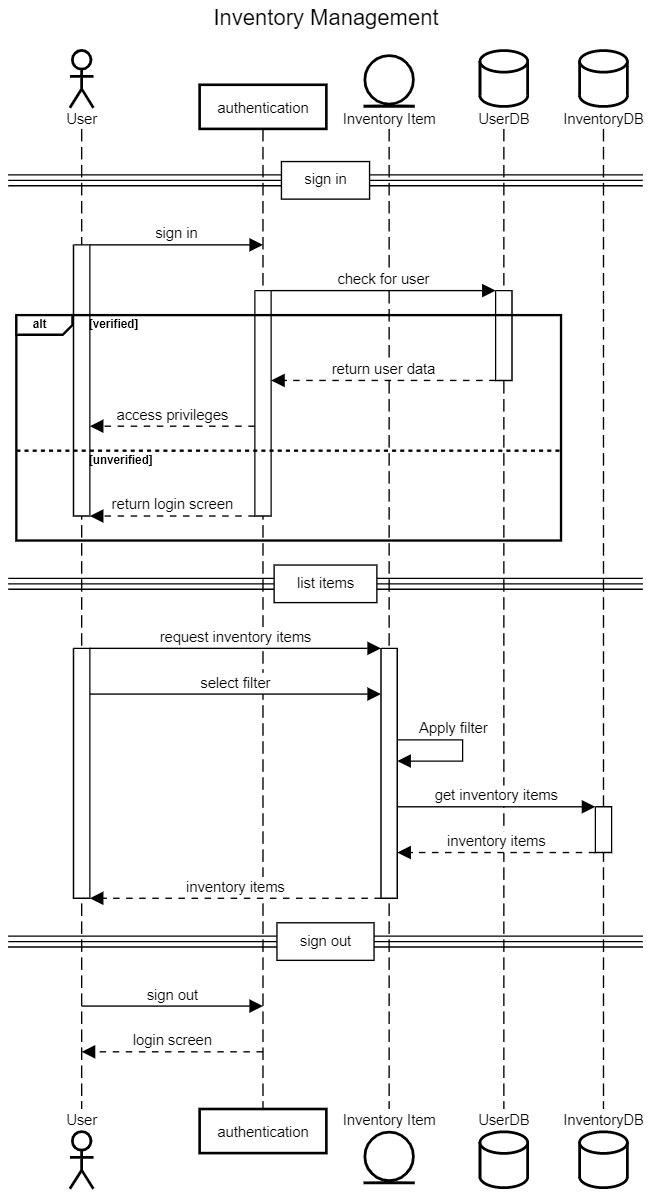 Inventory Management
User
authentication
Inventory Item
UserDB
InventoryDB
sign in
sign in
check for user
alt
[verified]
return user data
access privileges
[unverified]
return login screen
list items
request inventory items
select filter
Apply filter
get inventory items
inventory items
inventory items
sign out
sign out
login screen
User
authentication
Inventory Item
UserDB
InventoryDB